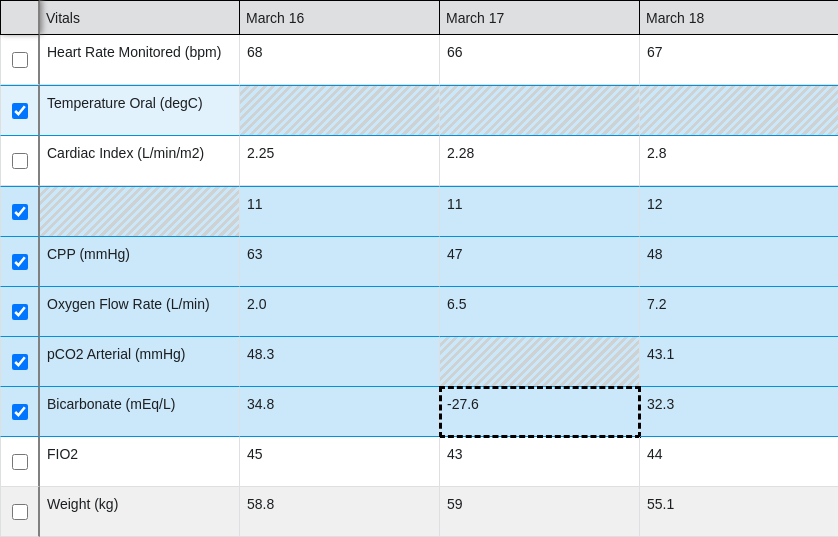 Vitals March 16 March 17 March 18
Heart Rate Monitored (bpm) 68 66 67
Temperature Oral (degC)
Cardiac Index (L/min/m2) 2.25 2.28 2.8
11 11 12
CPP (mmHg) 63 47 48
Oxygen Flow Rate (L/min) 2.0 6.5 7.2
pCO2 Arterial (mmHg) 48.3 43.1
Bicarbonate (mEq/L) 34.8 -27.6 32.3
FIO2 45 43 44
Weight (kg) 58.8 59 55.1